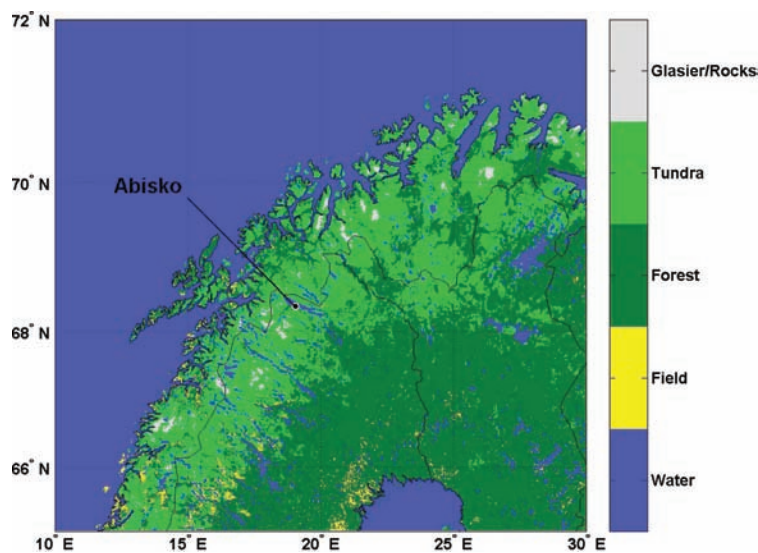 72° N
70° N
68° N
66° N
10° E
15° E
20° E
25° E
30° E
Abisko
Glasier/Rocks
Tundra
Forest
Field
Water